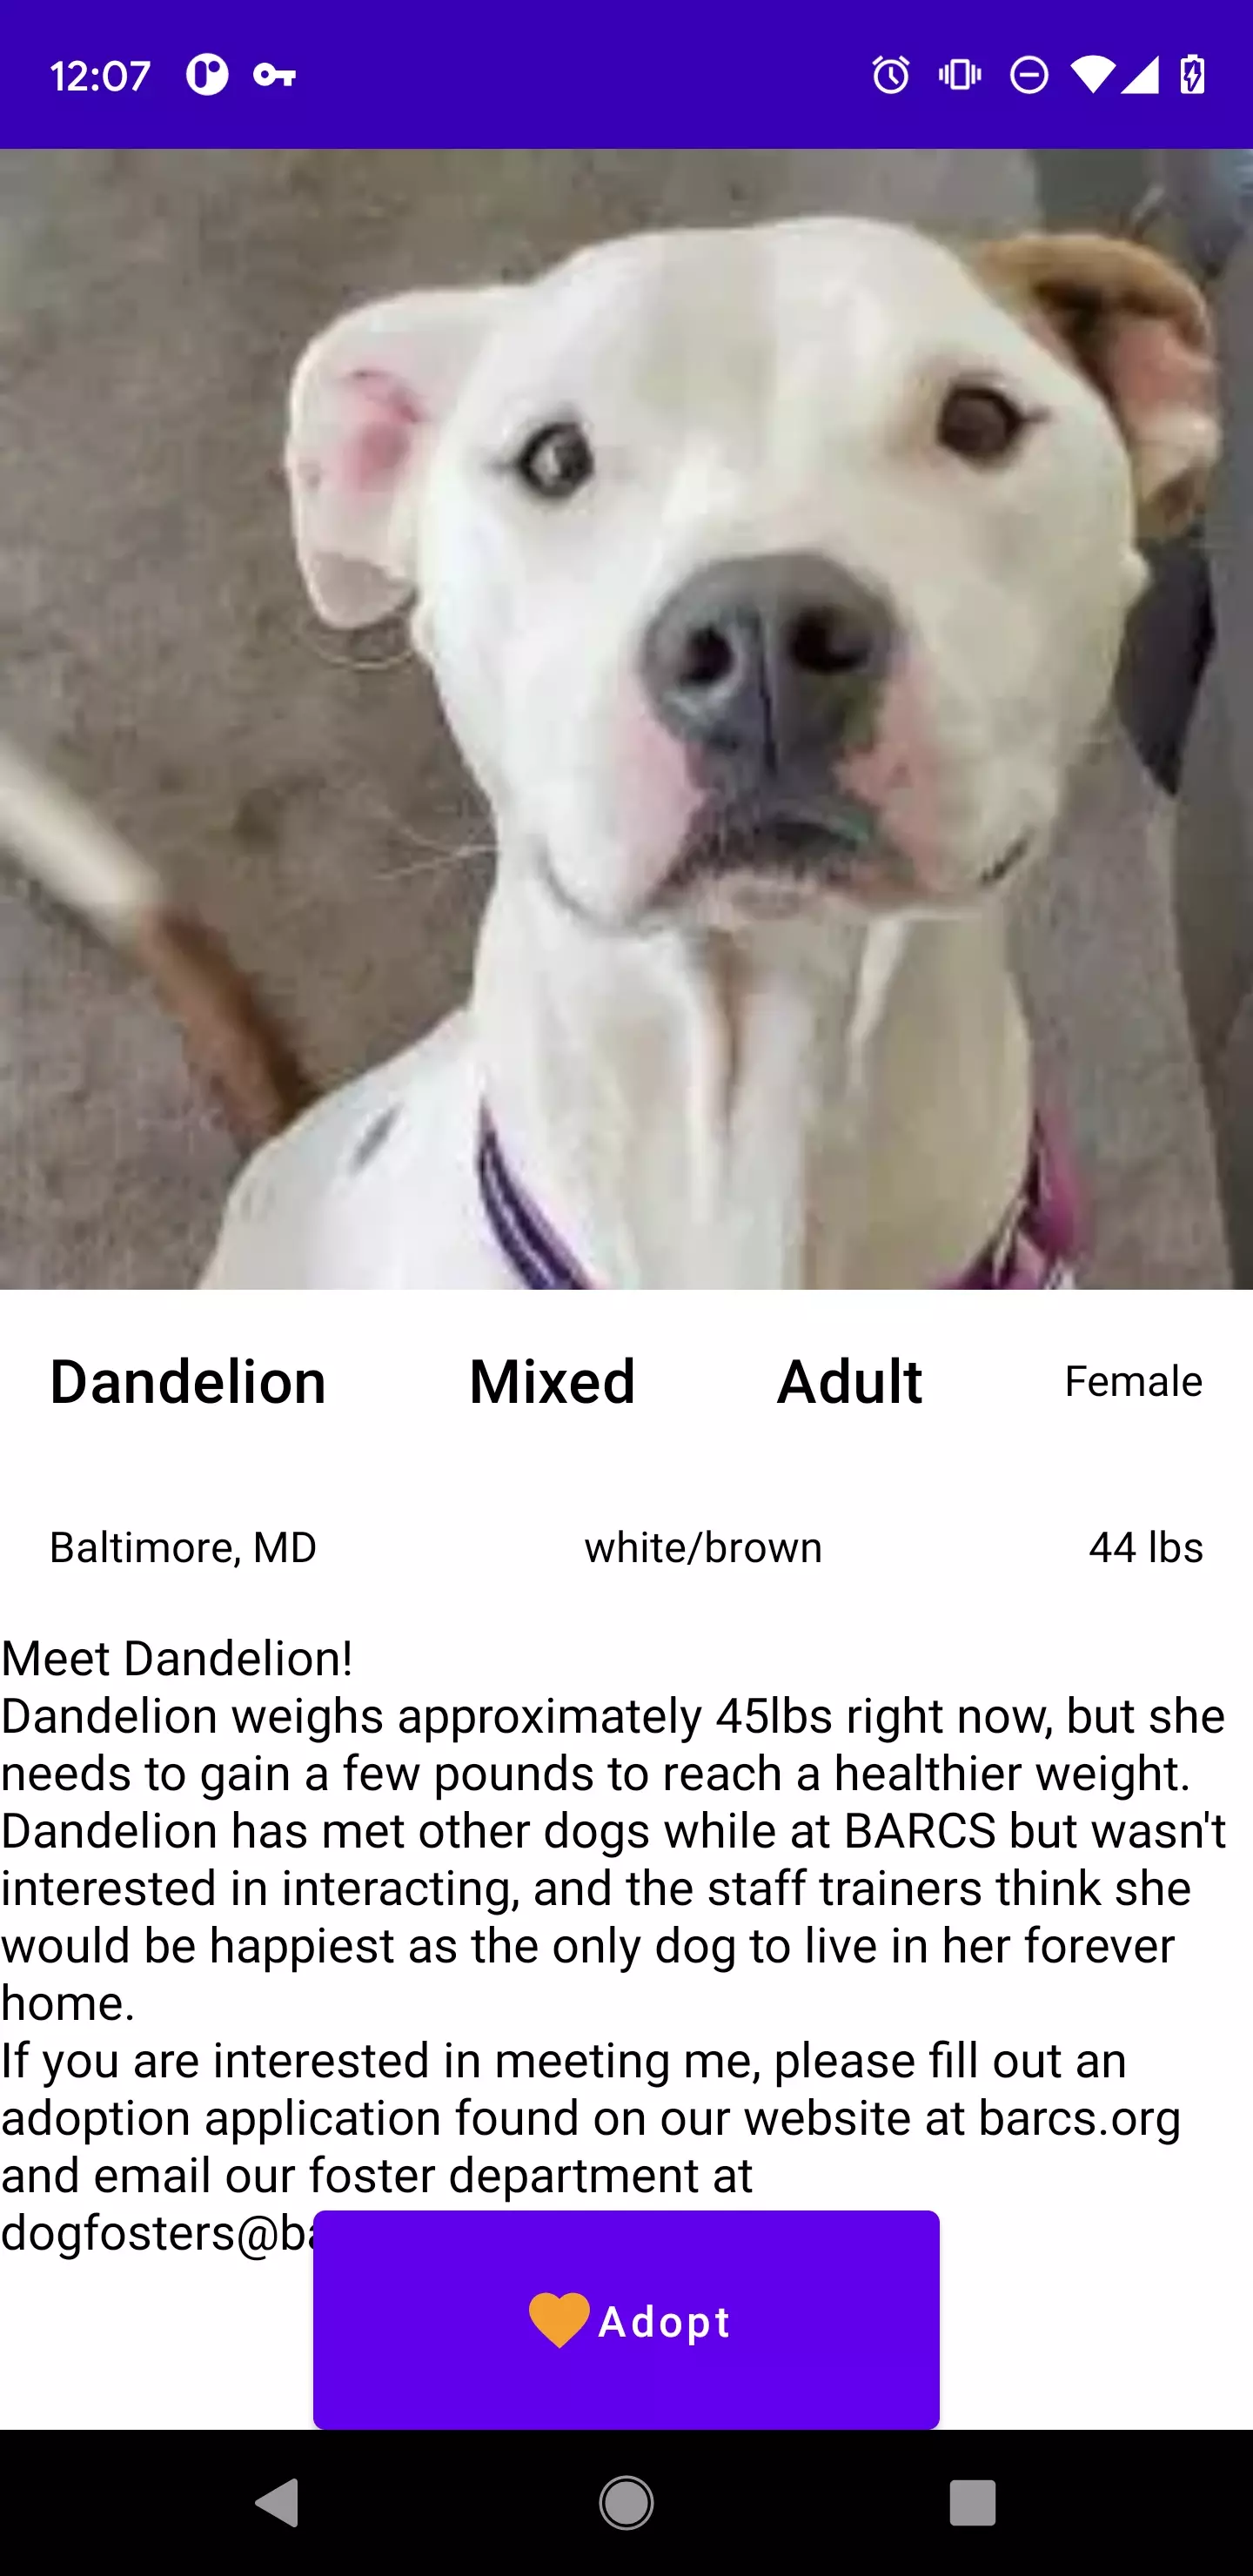 12:07
Dandelion Mixed Adult Female
Baltimore, MD white/brown 44 lbs
Meet Dandelion!
Dandelion weighs approximately 45lbs right now, but she
needs to gain a few pounds to reach a healthier weight.
Dandelion has met other dogs while at BARCS but wasn't
interested in interacting, and the staff trainers think she
would be happiest as the only dog to live in her forever
home.
If you are interested in meeting me, please fill out an
adoption application found on our website at barcs.org
and email our foster department at
Adopt